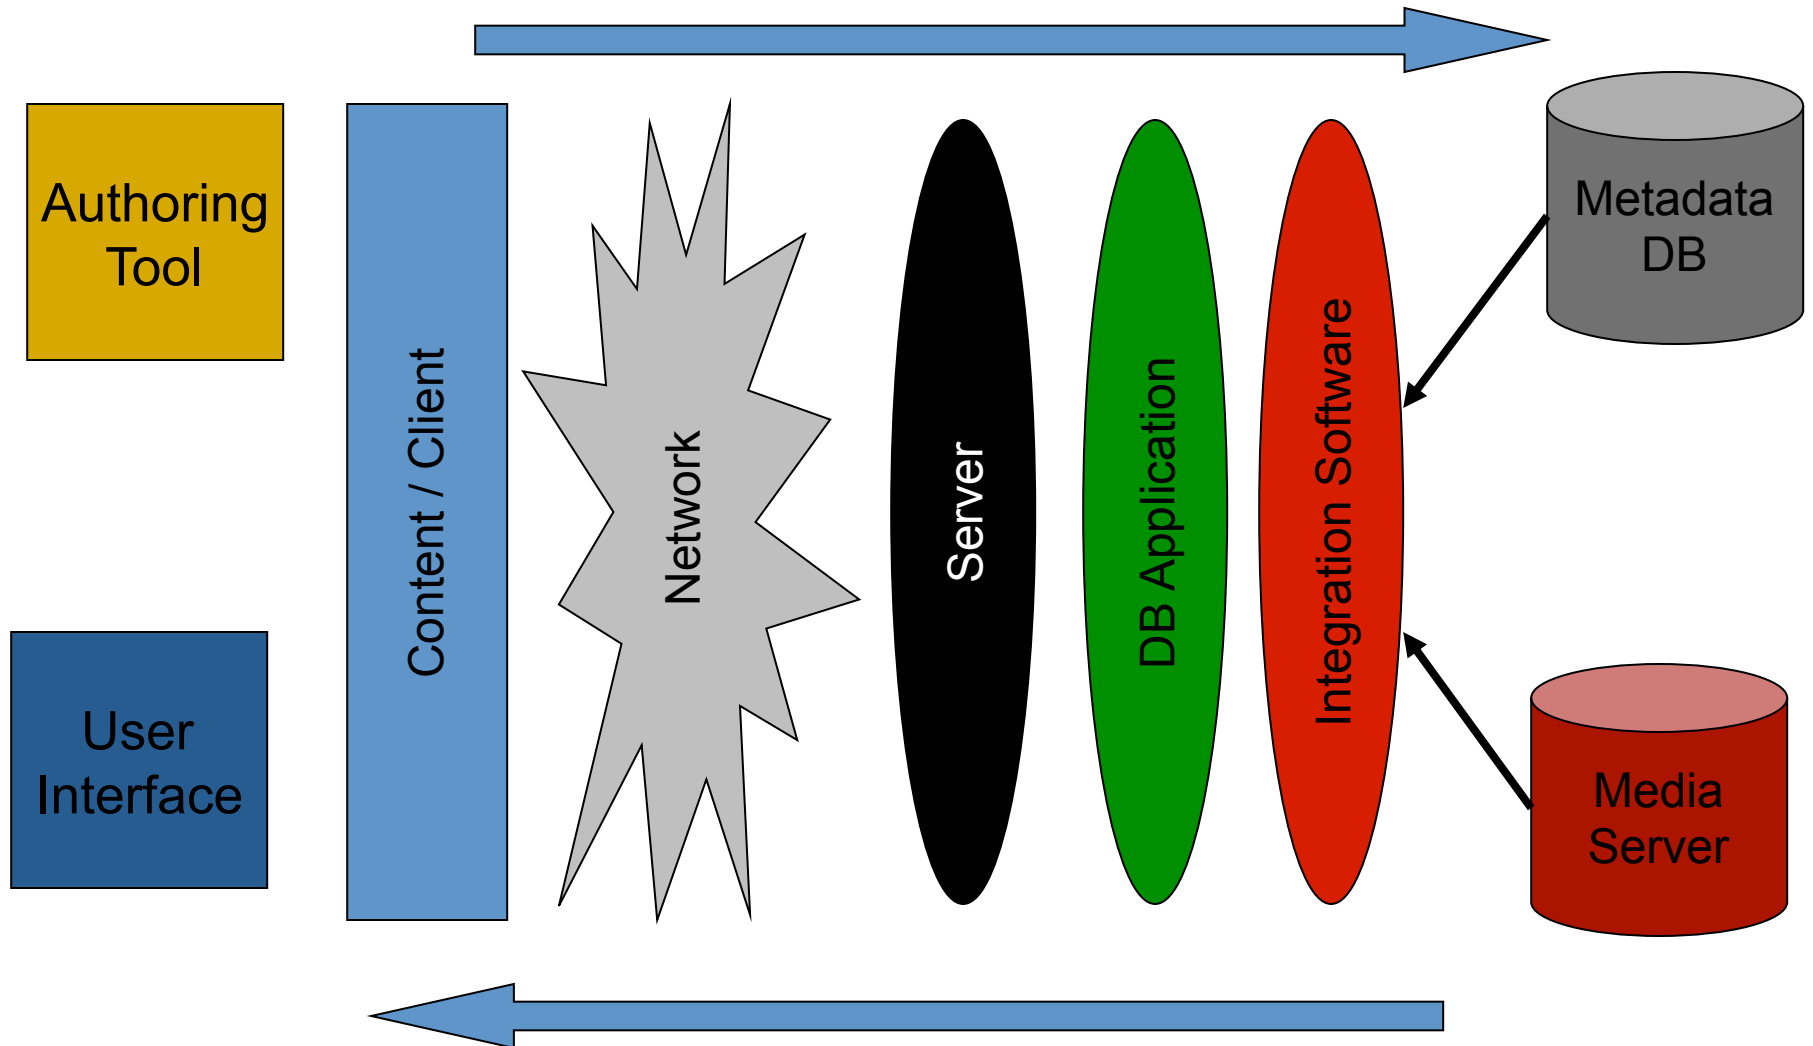 Authoring
Tool
User
Interface
Content / Client
Network
Server
DB Application
Integration Software
Metadata
DB
Media
Server